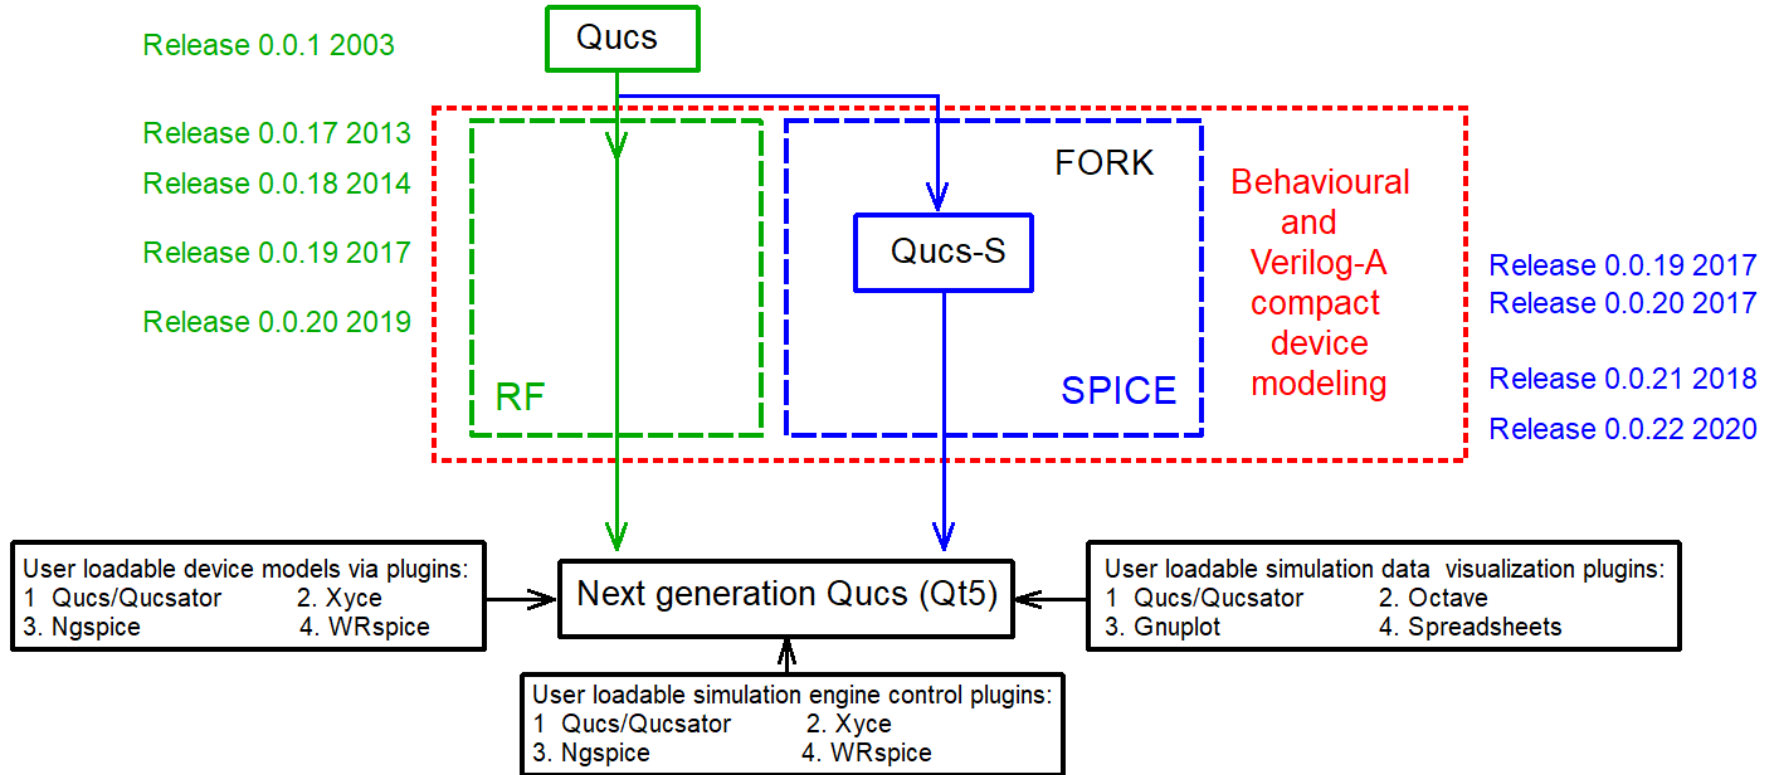 Qucs
Release 0.0.1 2003
Release 0.0.17 2013
Release 0.0.18 2014
Release 0.0.19 2017
Release 0.0.20 2019
RF
FORK
Qucs-S
SPICE
Behavioural
and
Verilog-A
compact
device
modeling
Release 0.0.19 2017
Release 0.0.20 2017
Release 0.0.21 2018
Release 0.0.22 2020
User loadable device models via plugins:
1 Qucs/Qucsator 2. Xyce
3. Ngspice 4. WRspice
Next generation Qucs (Qt5)
User loadable simulation data visualization plugins:
1 Qucs/Qucsator 2. Octave
3. Gnuplot 4. Spreadsheets
User loadable simulation engine control plugins:
1 Qucs/Qucsator 2. Xyce
3. Ngspice 4. WRspice